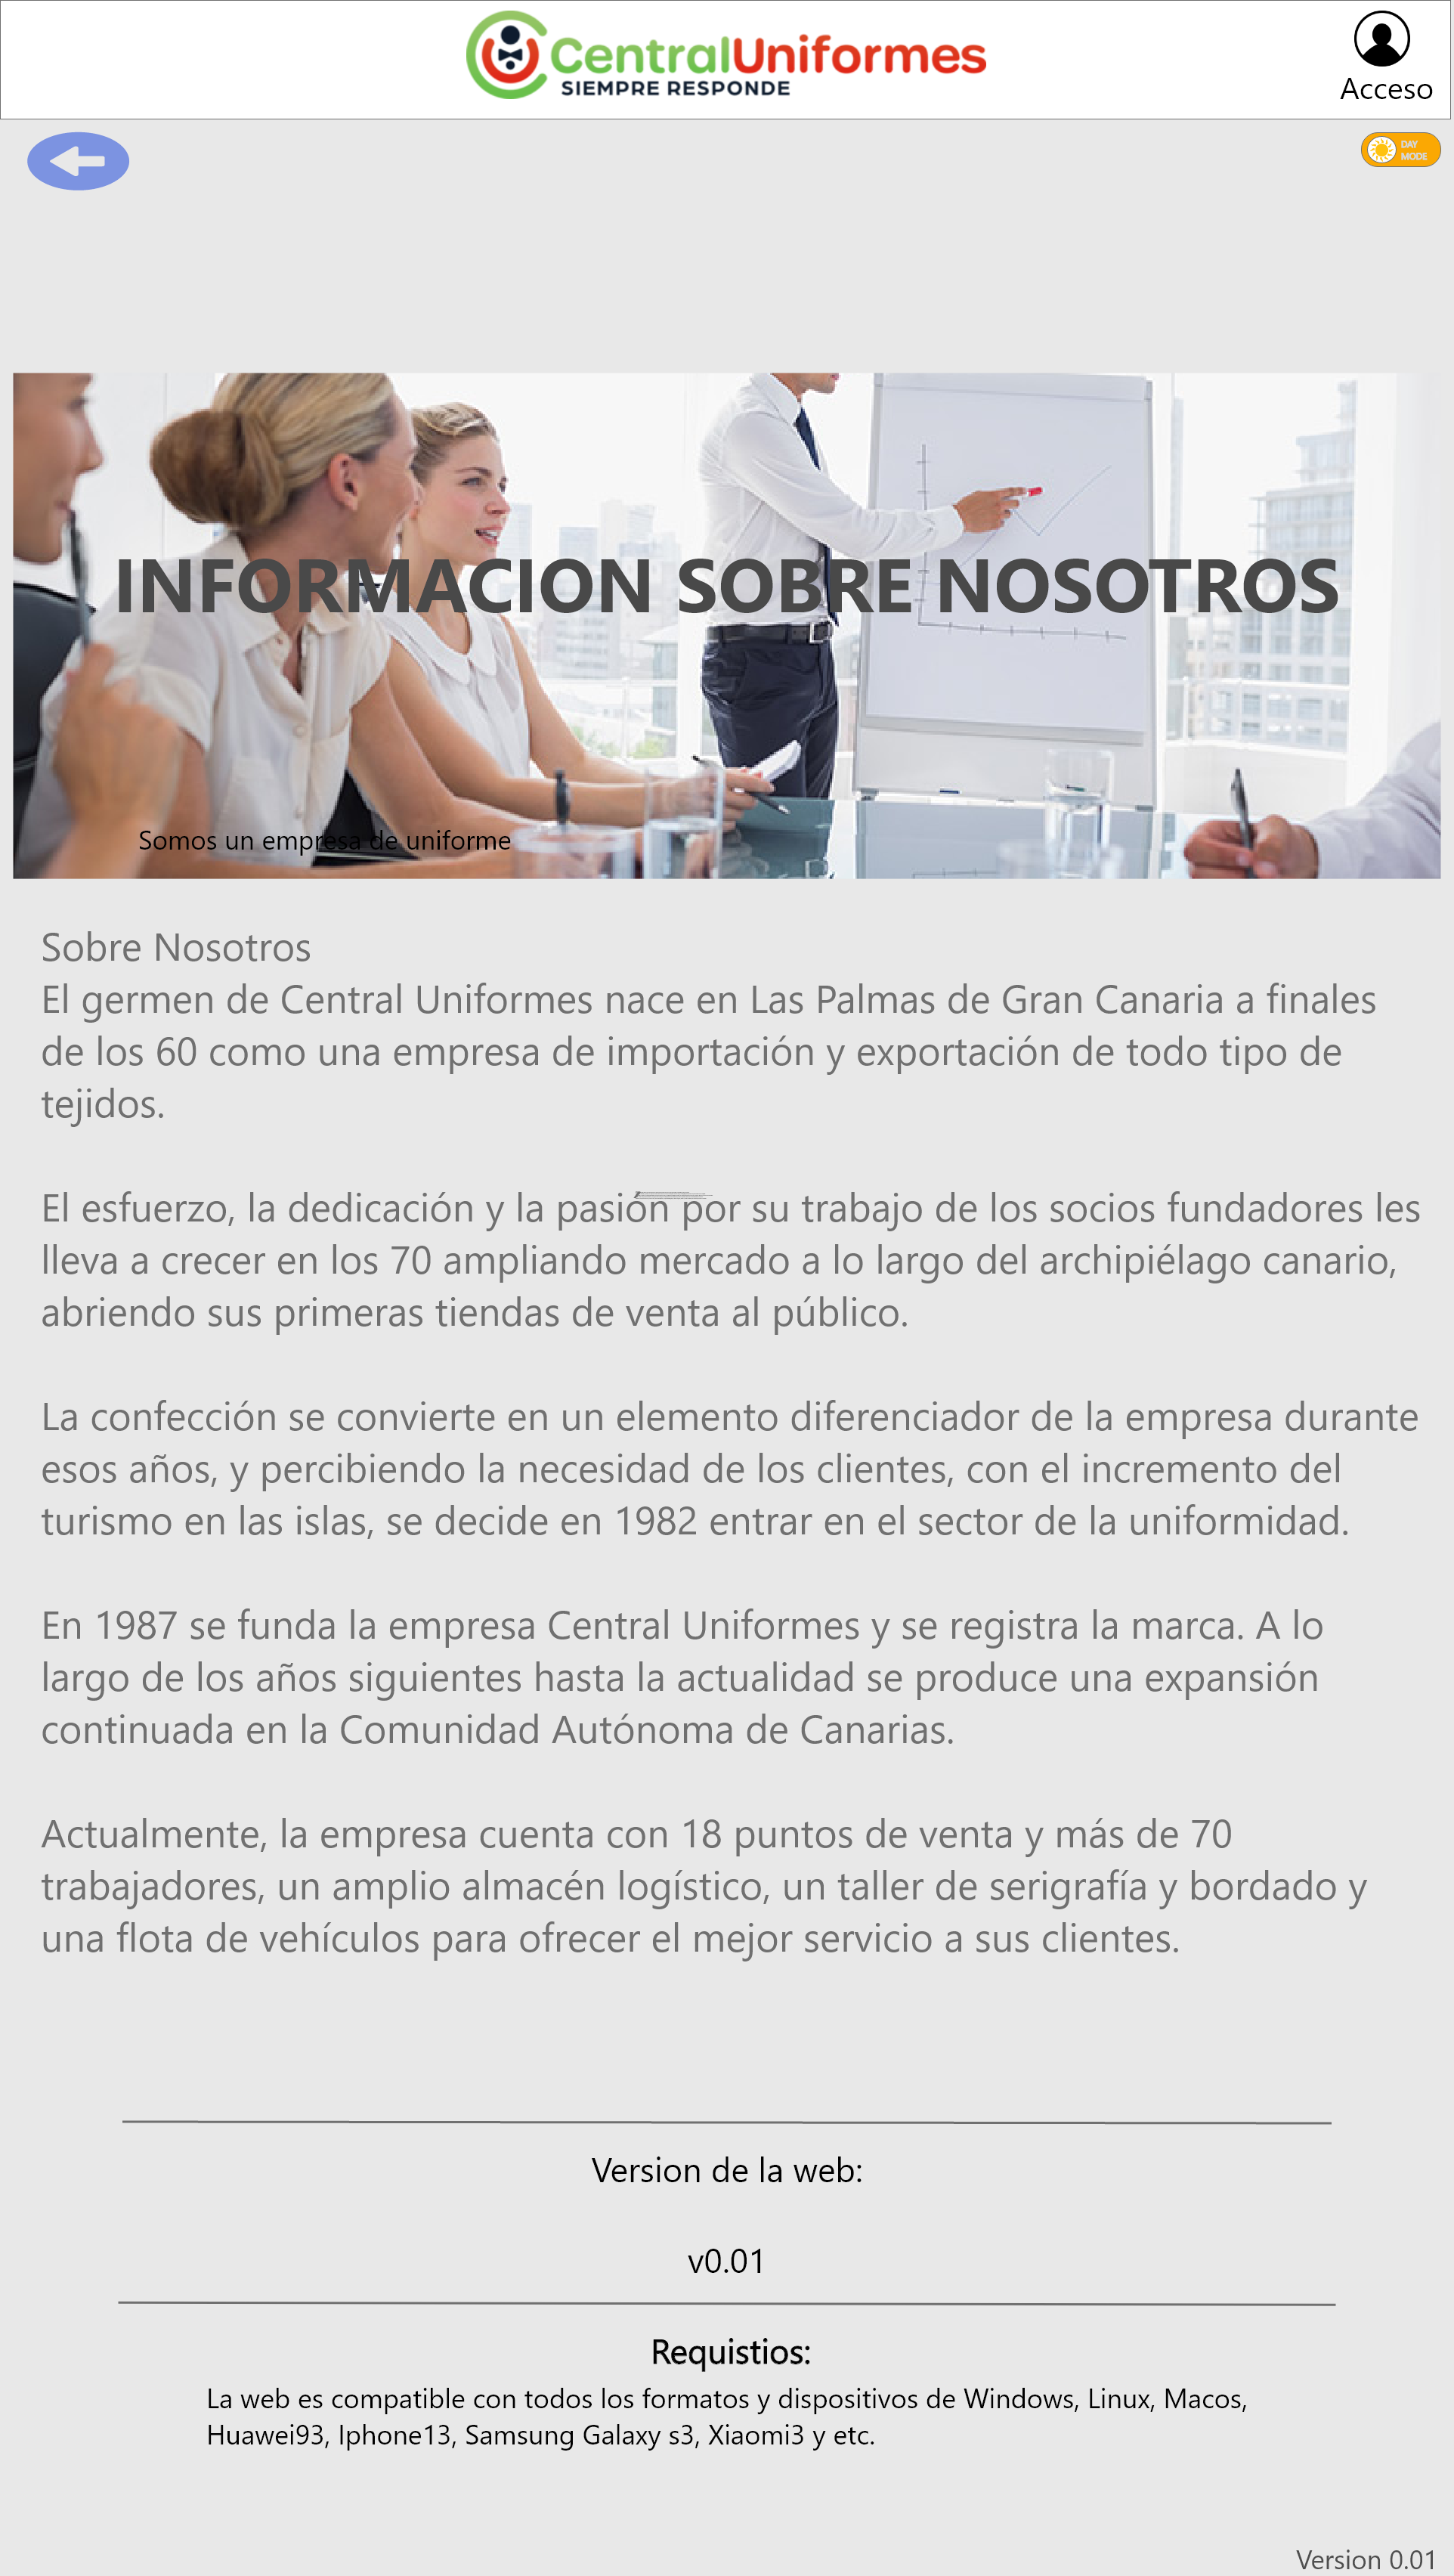 CentralUniformes
SIEMPRE RESPONDE
Acceso
DAY
MODE
INFORMACION SOBRE NOSOTROS
Somos un empresa de uniforme
Sobre Nosotros
El germen de Central Uniformes nace en Las Palmas de Gran Canaria a finales
de los 60 como una empresa de importación y exportación de todo tipo de
tejidos.
El esfuerzo, la dedicación y la pasión por su trabajo de los socios fundadores les
lleva a crecer en los 70 ampliando mercado a lo largo del archipiélago canario,
abriendo sus primeras tiendas de venta al público.
La confección se convierte en un elemento diferenciador de la empresa durante
esos años, y percibiendo la necesidad de los clientes, con el incremento del
turismo en las islas, se decide en 1982 entrar en el sector de la uniformidad.
En 1987 se funda la empresa Central Uniformes y se registra la marca. A lo
largo de los años siguientes hasta la actualidad se produce una expansión
continuada en la Comunidad Autónoma de Canarias.
Actualmente, la empresa cuenta con 18 puntos de venta y más de 70
trabajadores, un amplio almacén logístico, un taller de serigrafía y bordado y
una flota de vehículos para ofrecer el mejor servicio a sus clientes.
Version de la web:
v0.01
Requistios:
La web es compatible con todos los formatos y dispositivos de Windows, Linux, Macos,
Huawei93, Iphone13, Samsung Galaxy s3, Xiaomi3 y etc.
Version 0.01